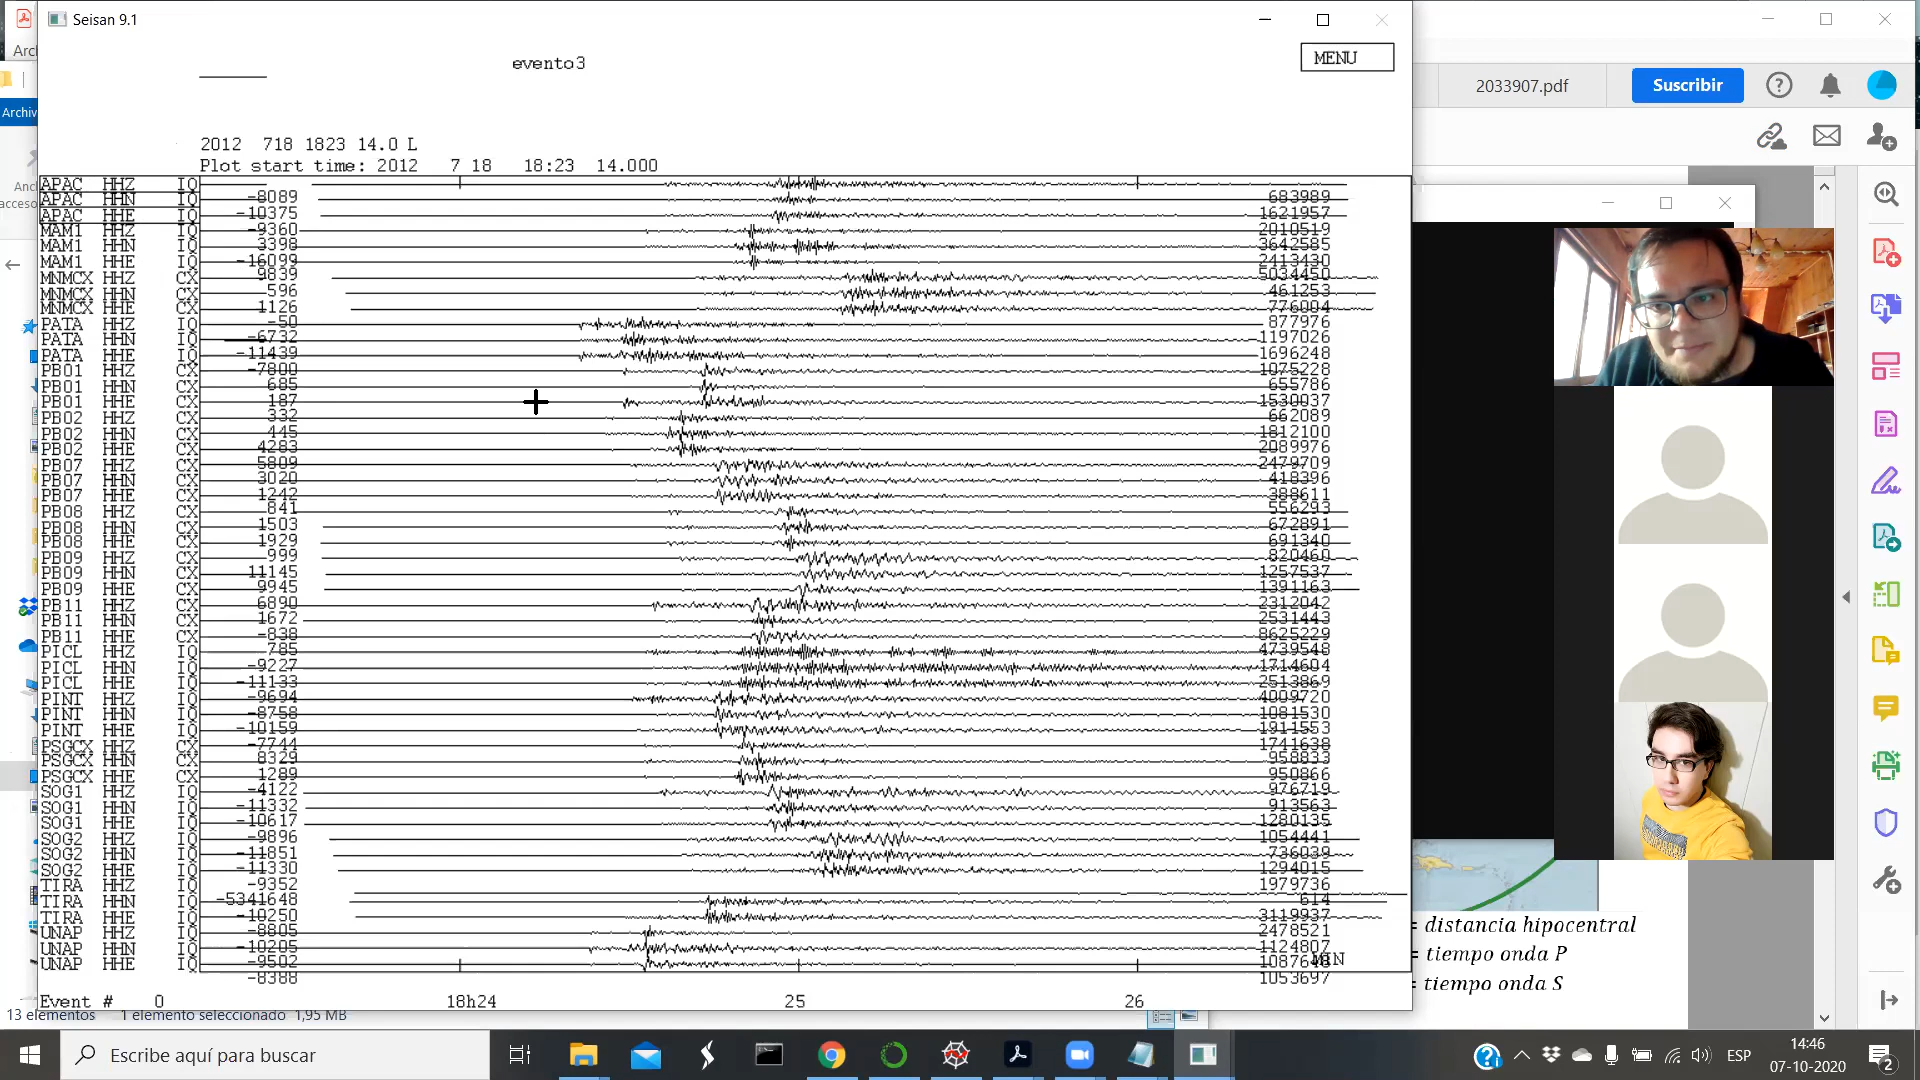 Seisan 9.1
evento3
MENU
2012 718 1823 14.0 L
Plot start time: 2012 7 18 18:23 14.000
APAC HHZ IQ
APAC HHN IQ -8089 683989
APAC HHE IQ -10375 1621957
MAM1 HHZ IQ -9360 2010519
MAM1 HHN IQ 3398 3642585
MAM1 HHE IQ -16099 2413430
MNMCX HHZ CX 9839 5034450
MNMCX HHN CX 596 461253
MNMCX HHE CX 1126 776004
PATA HHZ IQ -50 877976
PATA HHN IQ -6732 1197026
PATA HHE IQ -11439 1696248
PB01 HHZ CX -7800 1075228
PB01 HHN CX 685 655786
PB01 HHE CX 187 1530037
PB02 HHZ CX 332 662089
PB02 HHN CX 445 1812100
PB02 HHE CX 4283 2089976
PB07 HHZ CX 5809 2479709
PB07 HHN CX 3020 418396
PB07 HHE CX 1242 388611
PB08 HHZ CX 841 556293
PB08 HHN CX 1503 672891
PB08 HHE CX 1929 691340
PB09 HHZ CX -999 820460
PB09 HHN CX 11145 1257537
PB09 HHE CX 9945 1391163
PB11 HHZ CX 6890 2312042
PB11 HHN CX 1672 2531443
PB11 HHE CX -838 8625229
PICL HHZ IQ 785 4739548
PICL HHN IQ -9227 1714604
PICL HHE IQ -11133 2513869
PINT HHZ IQ -9694 4009720
PINT HHN IQ -8758 1081530
PINT HHE IQ -10159 1911553
PSGCX HHZ CX -7744 1741638
PSGCX HHN CX 8329 958833
PSGCX HHE CX 1289 950866
SOG1 HHZ IQ -4122 976719
SOG1 HHN IQ -11332 913563
SOG1 HHE IQ -10617 1280135
SOG2 HHZ IQ -9896 1054441
SOG2 HHN IQ -11851 736039
SOG2 HHE IQ -11330 1294015
TIRA HHZ IQ -9352 1979736
TIRA HHN IQ -5341648 614
TIRA HHE IQ -10250 3119937
UNAP HHZ IQ -8805 2478521
UNAP HHN IQ -10205 1124807
UNAP HHE IQ -9502 MIN
-8388 1053697
Event # 0 18h24 25 26
13 elementos 1 elemento seleccionado 1,95 MB
Archiv
2033907.pdf
Suscribir
= distancia hipocentral
= tiempo onda P
= tiempo onda S
Escribe aquí para buscar
ESP
14:46
07-10-2020
2